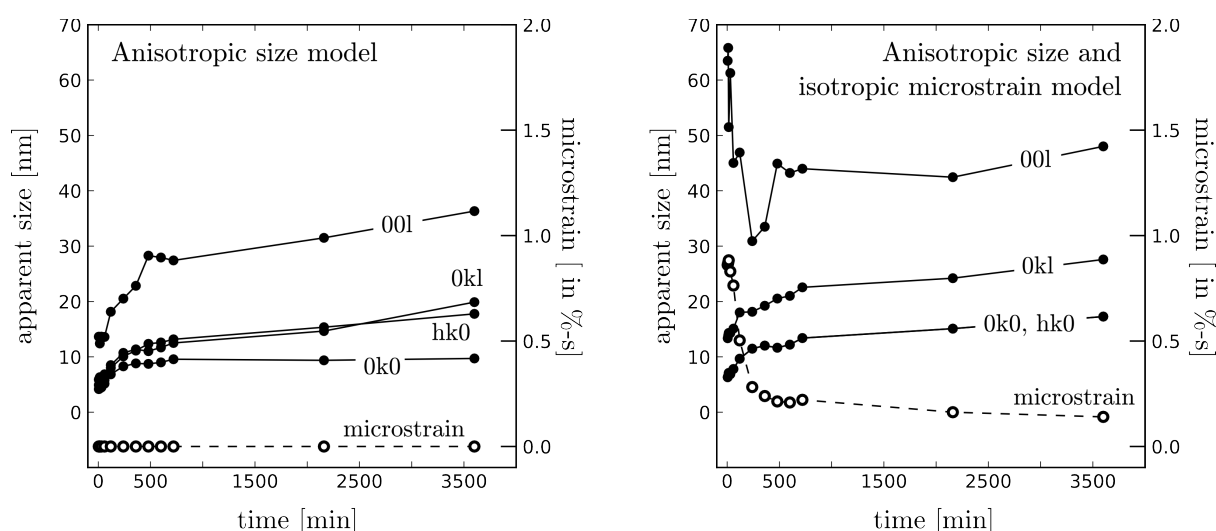 Anisotropic size model
70
60
50
40
30
20
10
0
apparent size [nm]
2.0
1.5
1.0
0.5
0.0
microstrain [ in %-s]
00l
0kl
hk0
0k0
microstrain
0
500
1500
2500
3500
time [min]
Anisotropic size and
isotropic microstrain model
70
60
50
40
30
20
10
0
apparent size [nm]
2.0
1.5
1.0
0.5
0.0
microstrain [ in %-s]
00l
0kl
0k0, hk0
microstrain
0
500
1500
2500
3500
time [min]